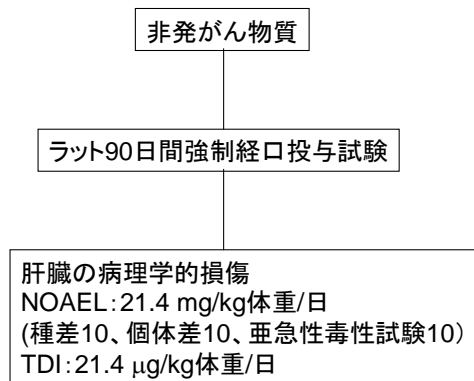 非発がん物質
ラット90日間強制経口投与試験
肝臓の病理学的損傷
NOAEL:21.4 mg/kg体重/日
(種差10、個体差10、亜急性毒性試験10)
TDI:21.4 μg/kg体重/日